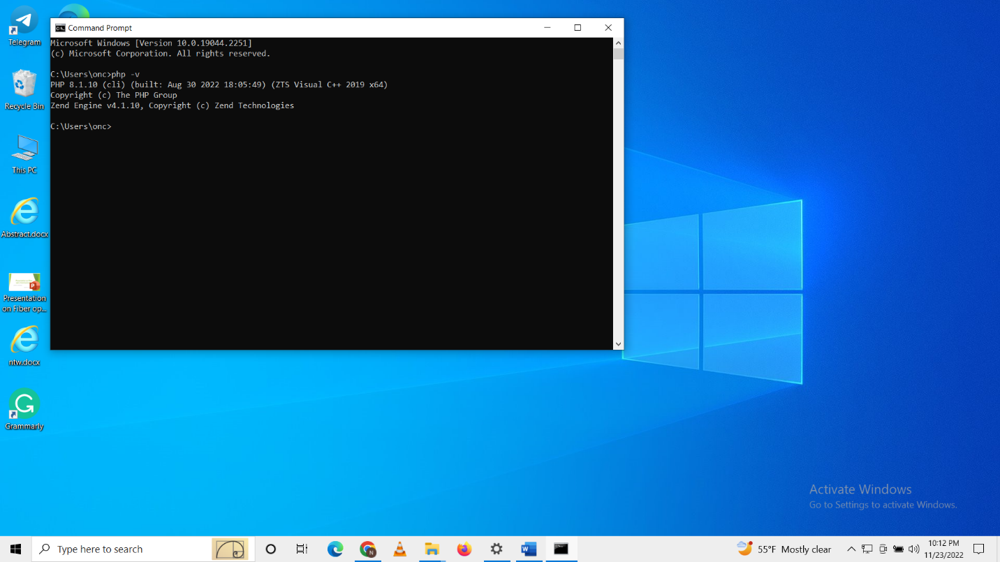 Telegram
Recycle Bin
This PC
Abstract.docx
Presentation
on Fiber op...
ntw.docx
Grammarly
Command Prompt
Microsoft Windows [Version 10.0.19044.2251]
(c) Microsoft Corporation. All rights reserved.
C:\Users\onc>php -v
PHP 8.1.10 (cli) (built: Aug 30 2022 18:05:49) (ZTS Visual C++ 2019 x64)
Copyright (c) The PHP Group
Zend Engine v4.1.10, Copyright (c) Zend Technologies
C:\Users\onc>
Activate Windows
Go to Settings to activate Windows.
Type here to search
55°F Mostly clear
10:12 PM
11/23/2022